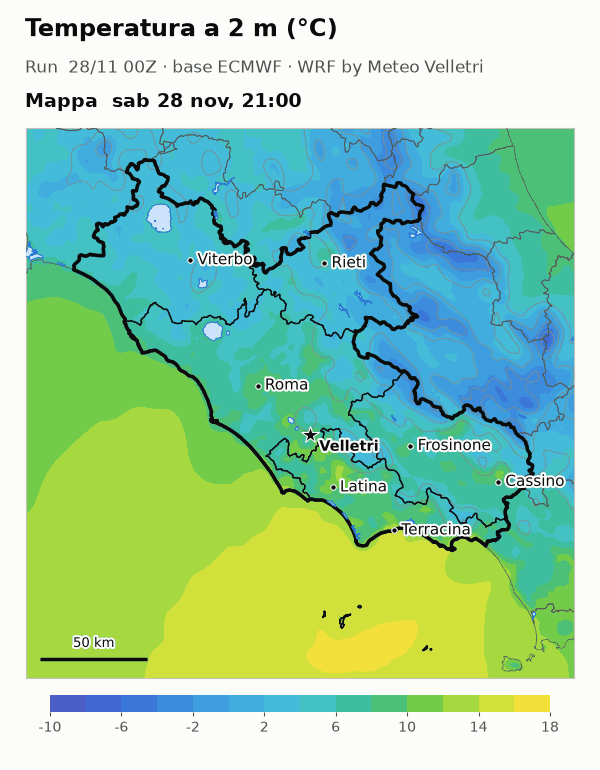 Temperatura a 2 m (°C)
Run  28/11 00Z · base ECMWF · WRF by Meteo Velletri
Mappa  sab 28 nov, 21:00
Viterbo
Rieti
Roma
Velletri
Frosinone
Cassino
Latina
Terracina
50 km
-10 -6 -2 2 6 10 14 18